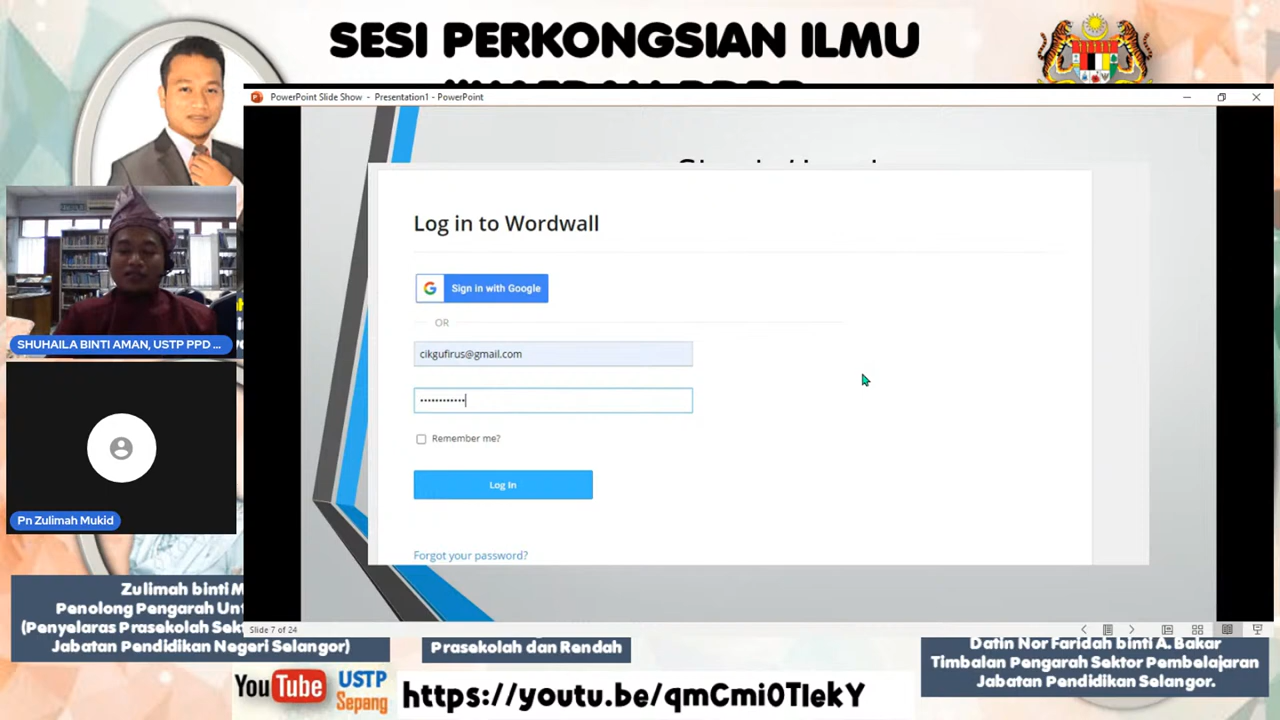 SESI PERKONGSIAN ILMU
PowerPoint Slide Show - Presentation1 - PowerPoint
Log in to Wordwall
G Sign in with Google
OR
cikgufirus@gmail.com
••••••••••••
Remember me?
Log In
Forgot your password?
Slide 7 of 24
SHUHAILA BINTI AMAN, USTP PPD ...
Pn Zulimah Mukid
Zulimah binti M
Penolong Pengarah Un
(Penyelaras Prasekolah Sek
Jabatan Pendidikan Negeri Selangor)
Prasekolah dan Rendah
Datin Nor Faridah binti A. Bakar
Timbalan Pengarah Sektor Pembelajaran
Jabatan Pendidikan Selangor.
YouTube
USTP
Sepang
https://youtu.be/qmCmi0TIekY